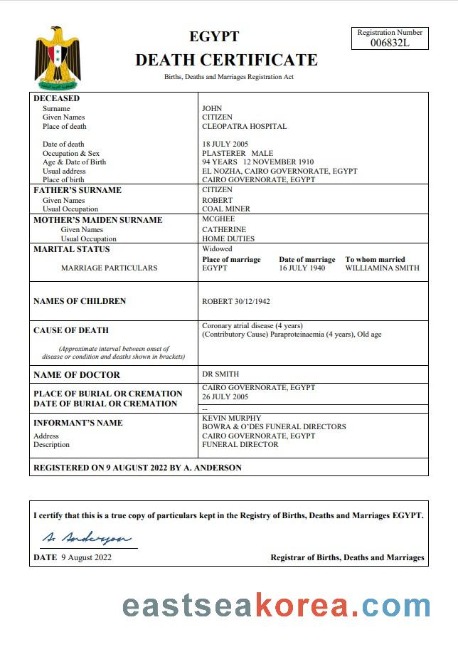 EGYPT
DEATH CERTIFICATE
Births, Deaths and Marriages Registration Act
Registration Number
006832L
DECEASED
Surname JOHN
Given Names CITIZEN
Place of death CLEOPATRA HOSPITAL
Date of death 18 JULY 2005
Occupation & Sex PLASTERER MALE
Age & Date of Birth 94 YEARS 12 NOVEMBER 1910
Usual address EL NOZHA, CAIRO GOVERNORATE, EGYPT
Place of birth CAIRO GOVERNORATE, EGYPT
FATHER'S SURNAME CITIZEN
Given Names ROBERT
Usual Occupation COAL MINER
MOTHER'S MAIDEN SURNAME MCGHEE
Given Names CATHERINE
Usual Occupation HOME DUTIES
MARITAL STATUS Widowed
Place of marriage Date of marriage To whom married
MARRIAGE PARTICULARS EGYPT 16 JULY 1940 WILLIAMINA SMITH
NAMES OF CHILDREN ROBERT 30/12/1942
CAUSE OF DEATH Coronary atrial disease (4 years)
(Contributory Cause) Paraproteinaemia (4 years), Old age
(Approximate interval between onset of
disease or condition and deaths shown in brackets)
NAME OF DOCTOR DR SMITH
PLACE OF BURIAL OR CREMATION CAIRO GOVERNORATE, EGYPT
DATE OF BURIAL OR CREMATION 26 JULY 2005
--
INFORMANT'S NAME KEVIN MURPHY
BOWRA & O'DES FUNERAL DIRECTORS
Address CAIRO GOVERNORATE, EGYPT
Description FUNERAL DIRECTOR
REGISTERED ON 9 AUGUST 2022 BY A. ANDERSON
I certify that this is a true copy of particulars kept in the Registry of Births, Deaths and Marriages EGYPT.
A. Anderson
DATE 9 August 2022 Registrar of Births, Deaths and Marriages
eastseakorea.com